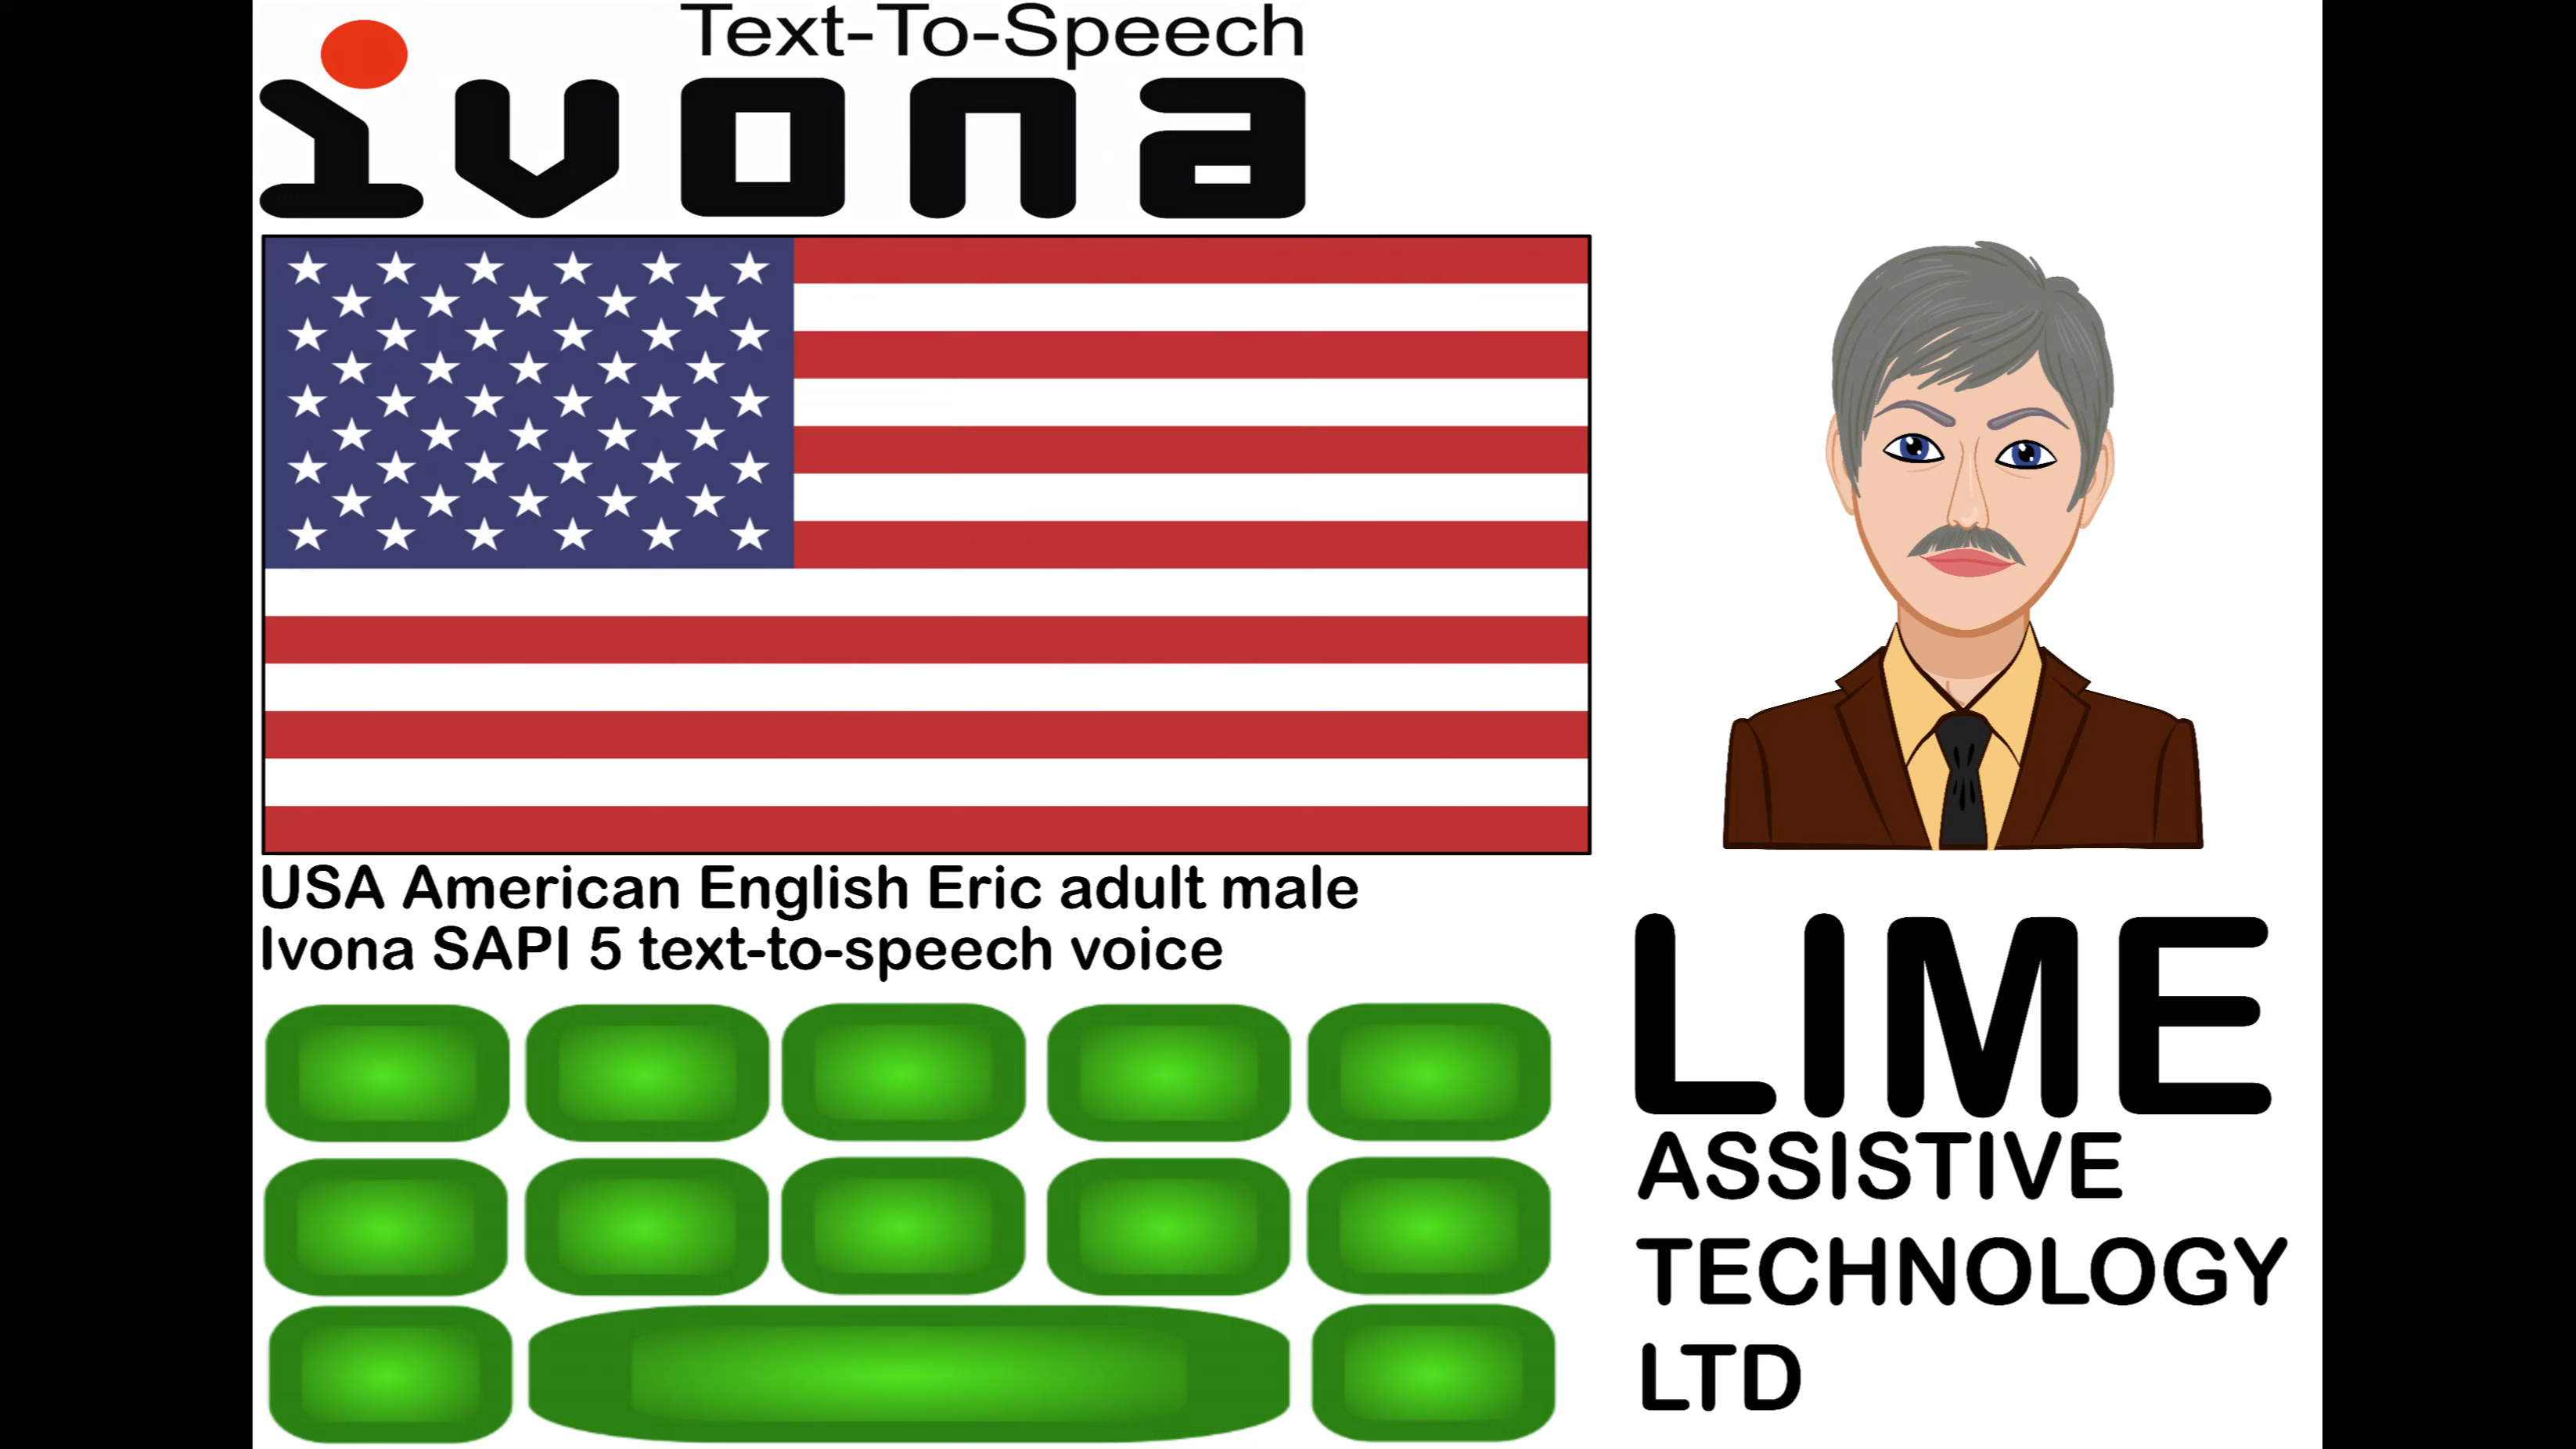 Text-To-Speech
ivona
USA American English Eric adult male
Ivona SAPI 5 text-to-speech voice
LIME
ASSISTIVE
TECHNOLOGY
LTD